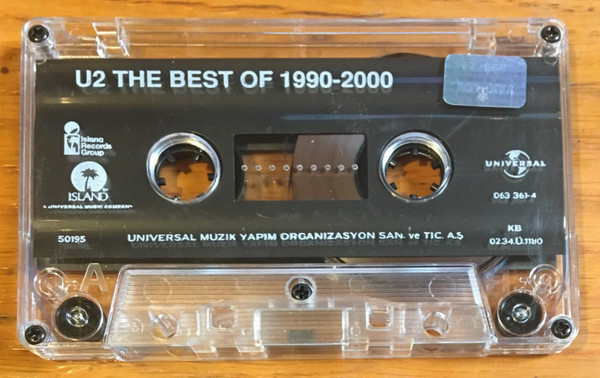 U2 THE BEST OF 1990-2000
Island
Records
Group
ISLAND
A UNIVERSAL MUSIC COMPANY
UNIVERSAL
063 361-4
50195
UNIVERSAL MUZIK YAPIM ORGANIZASYON SAN. ve TIC. A.Ş
KB
02.34.Ü.1180
A